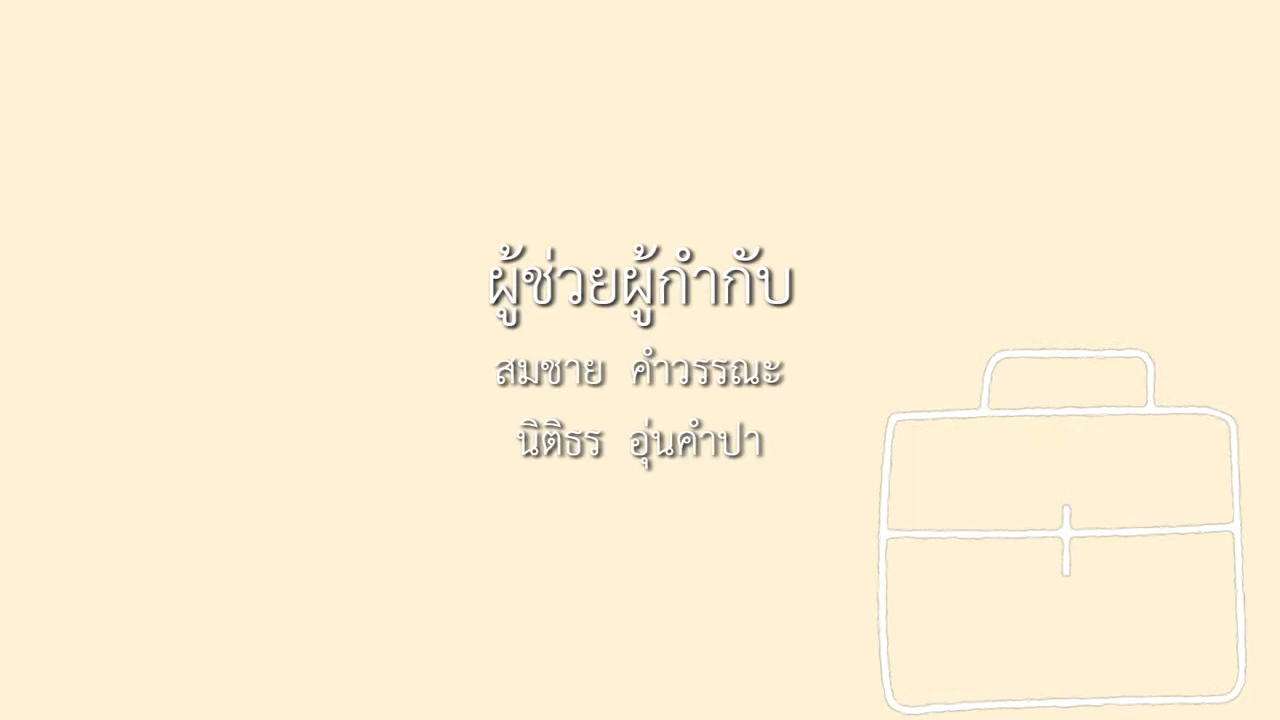 ผู้ช่วยผู้กำกับ
สมชาย คำวรรณะ
นิติธร อุ่นคำปา